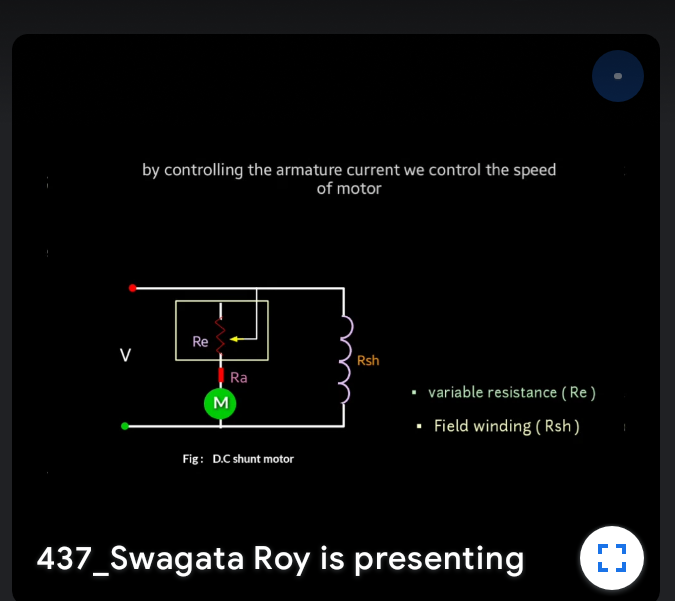 by controlling the armature current we control the speed
of motor
Re
V
Rsh
Ra
M
▪ variable resistance ( Re )
▪ Field winding ( Rsh )
Fig : D.C shunt motor
437_Swagata Roy is presenting